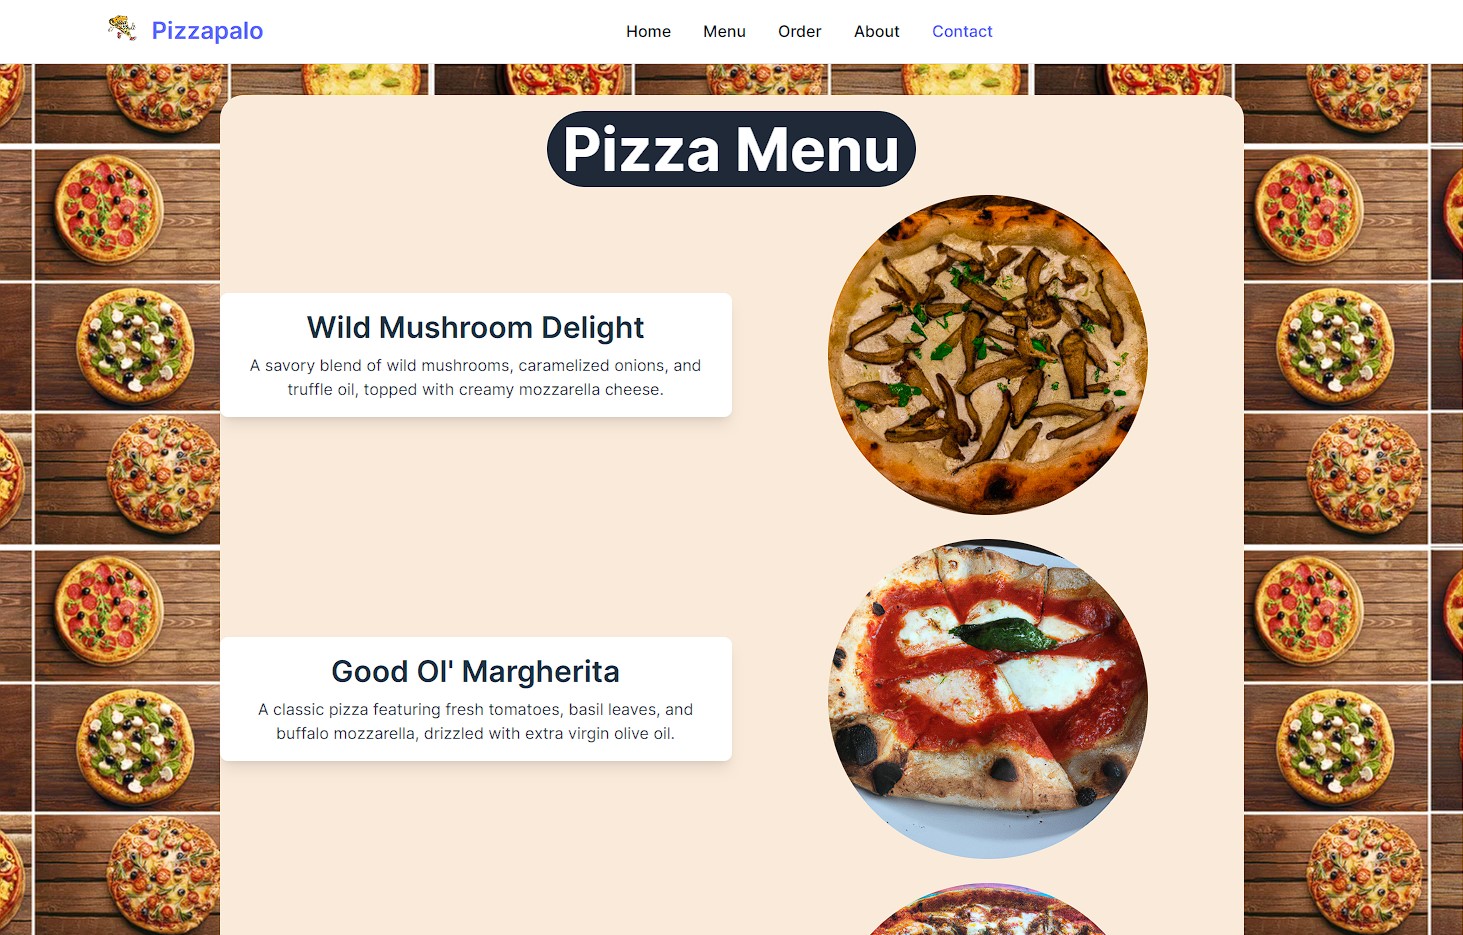 Pizzapalo
Home Menu Order About Contact
Pizza Menu
Wild Mushroom Delight
A savory blend of wild mushrooms, caramelized onions, and
truffle oil, topped with creamy mozzarella cheese.
Good Ol' Margherita
A classic pizza featuring fresh tomatoes, basil leaves, and
buffalo mozzarella, drizzled with extra virgin olive oil.